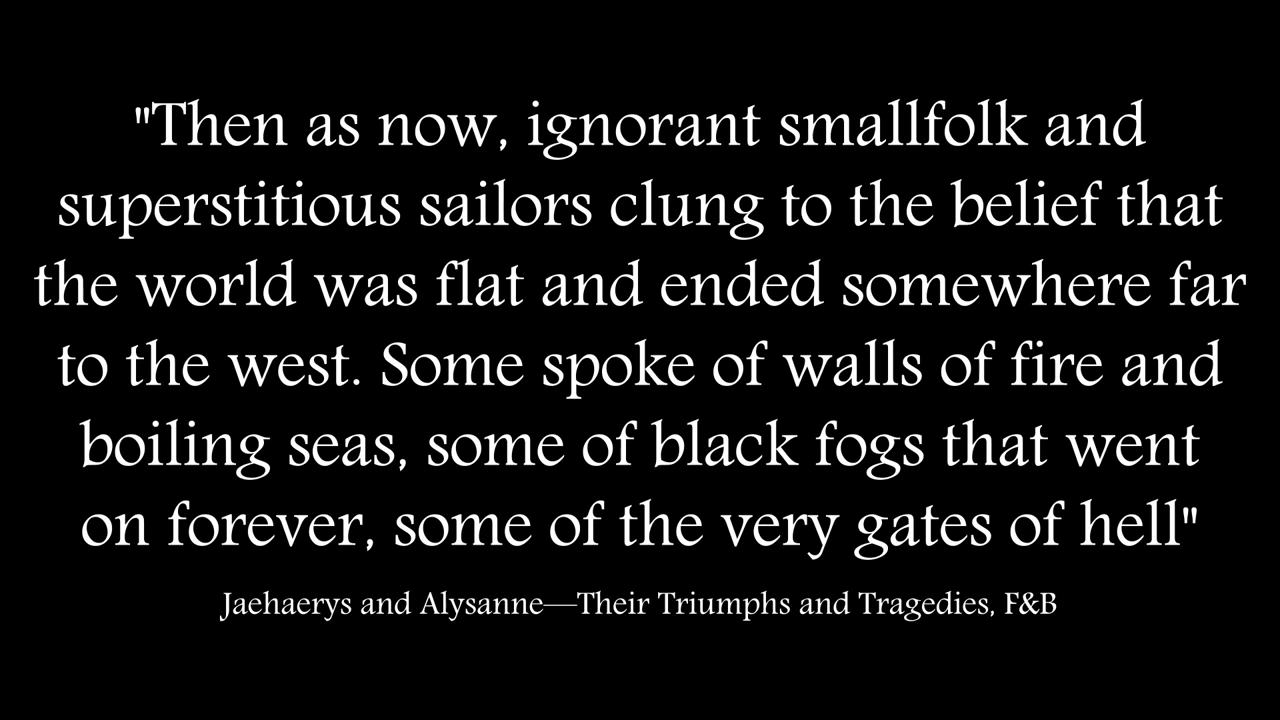 "Then as now, ignorant smallfolk and
superstitious sailors clung to the belief that
the world was flat and ended somewhere far
to the west. Some spoke of walls of fire and
boiling seas, some of black fogs that went
on forever, some of the very gates of hell"
Jaehaerys and Alysanne—Their Triumphs and Tragedies, F&B